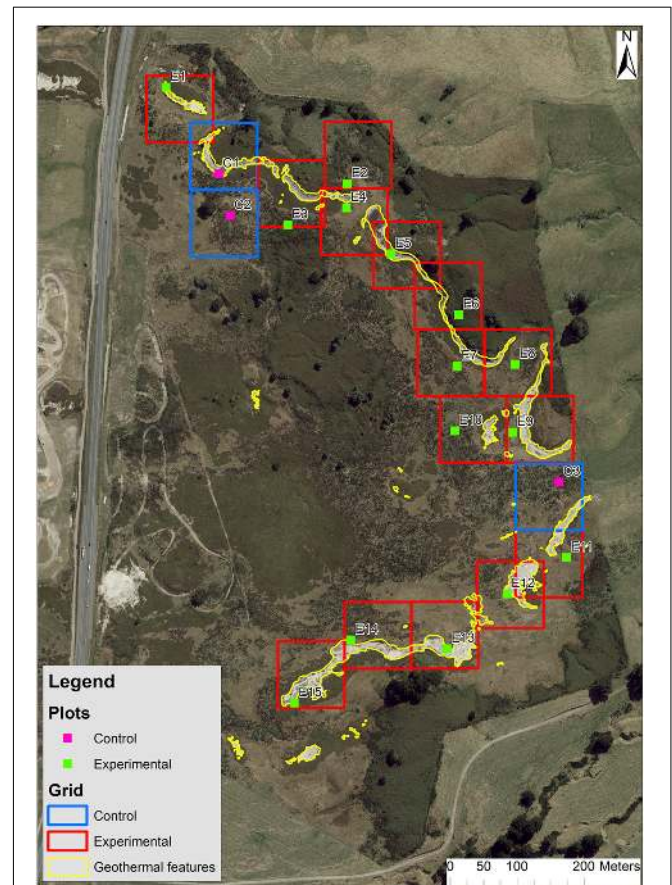 N
E1
C1
E2
C2
E3
E4
E5
E6
E7
E8
E10
E9
C3
E11
E12
E14
E13
E15
Legend
Plots
Control
Experimental
Grid
Control
Experimental
Geothermal features
0 50 100 200 Meters